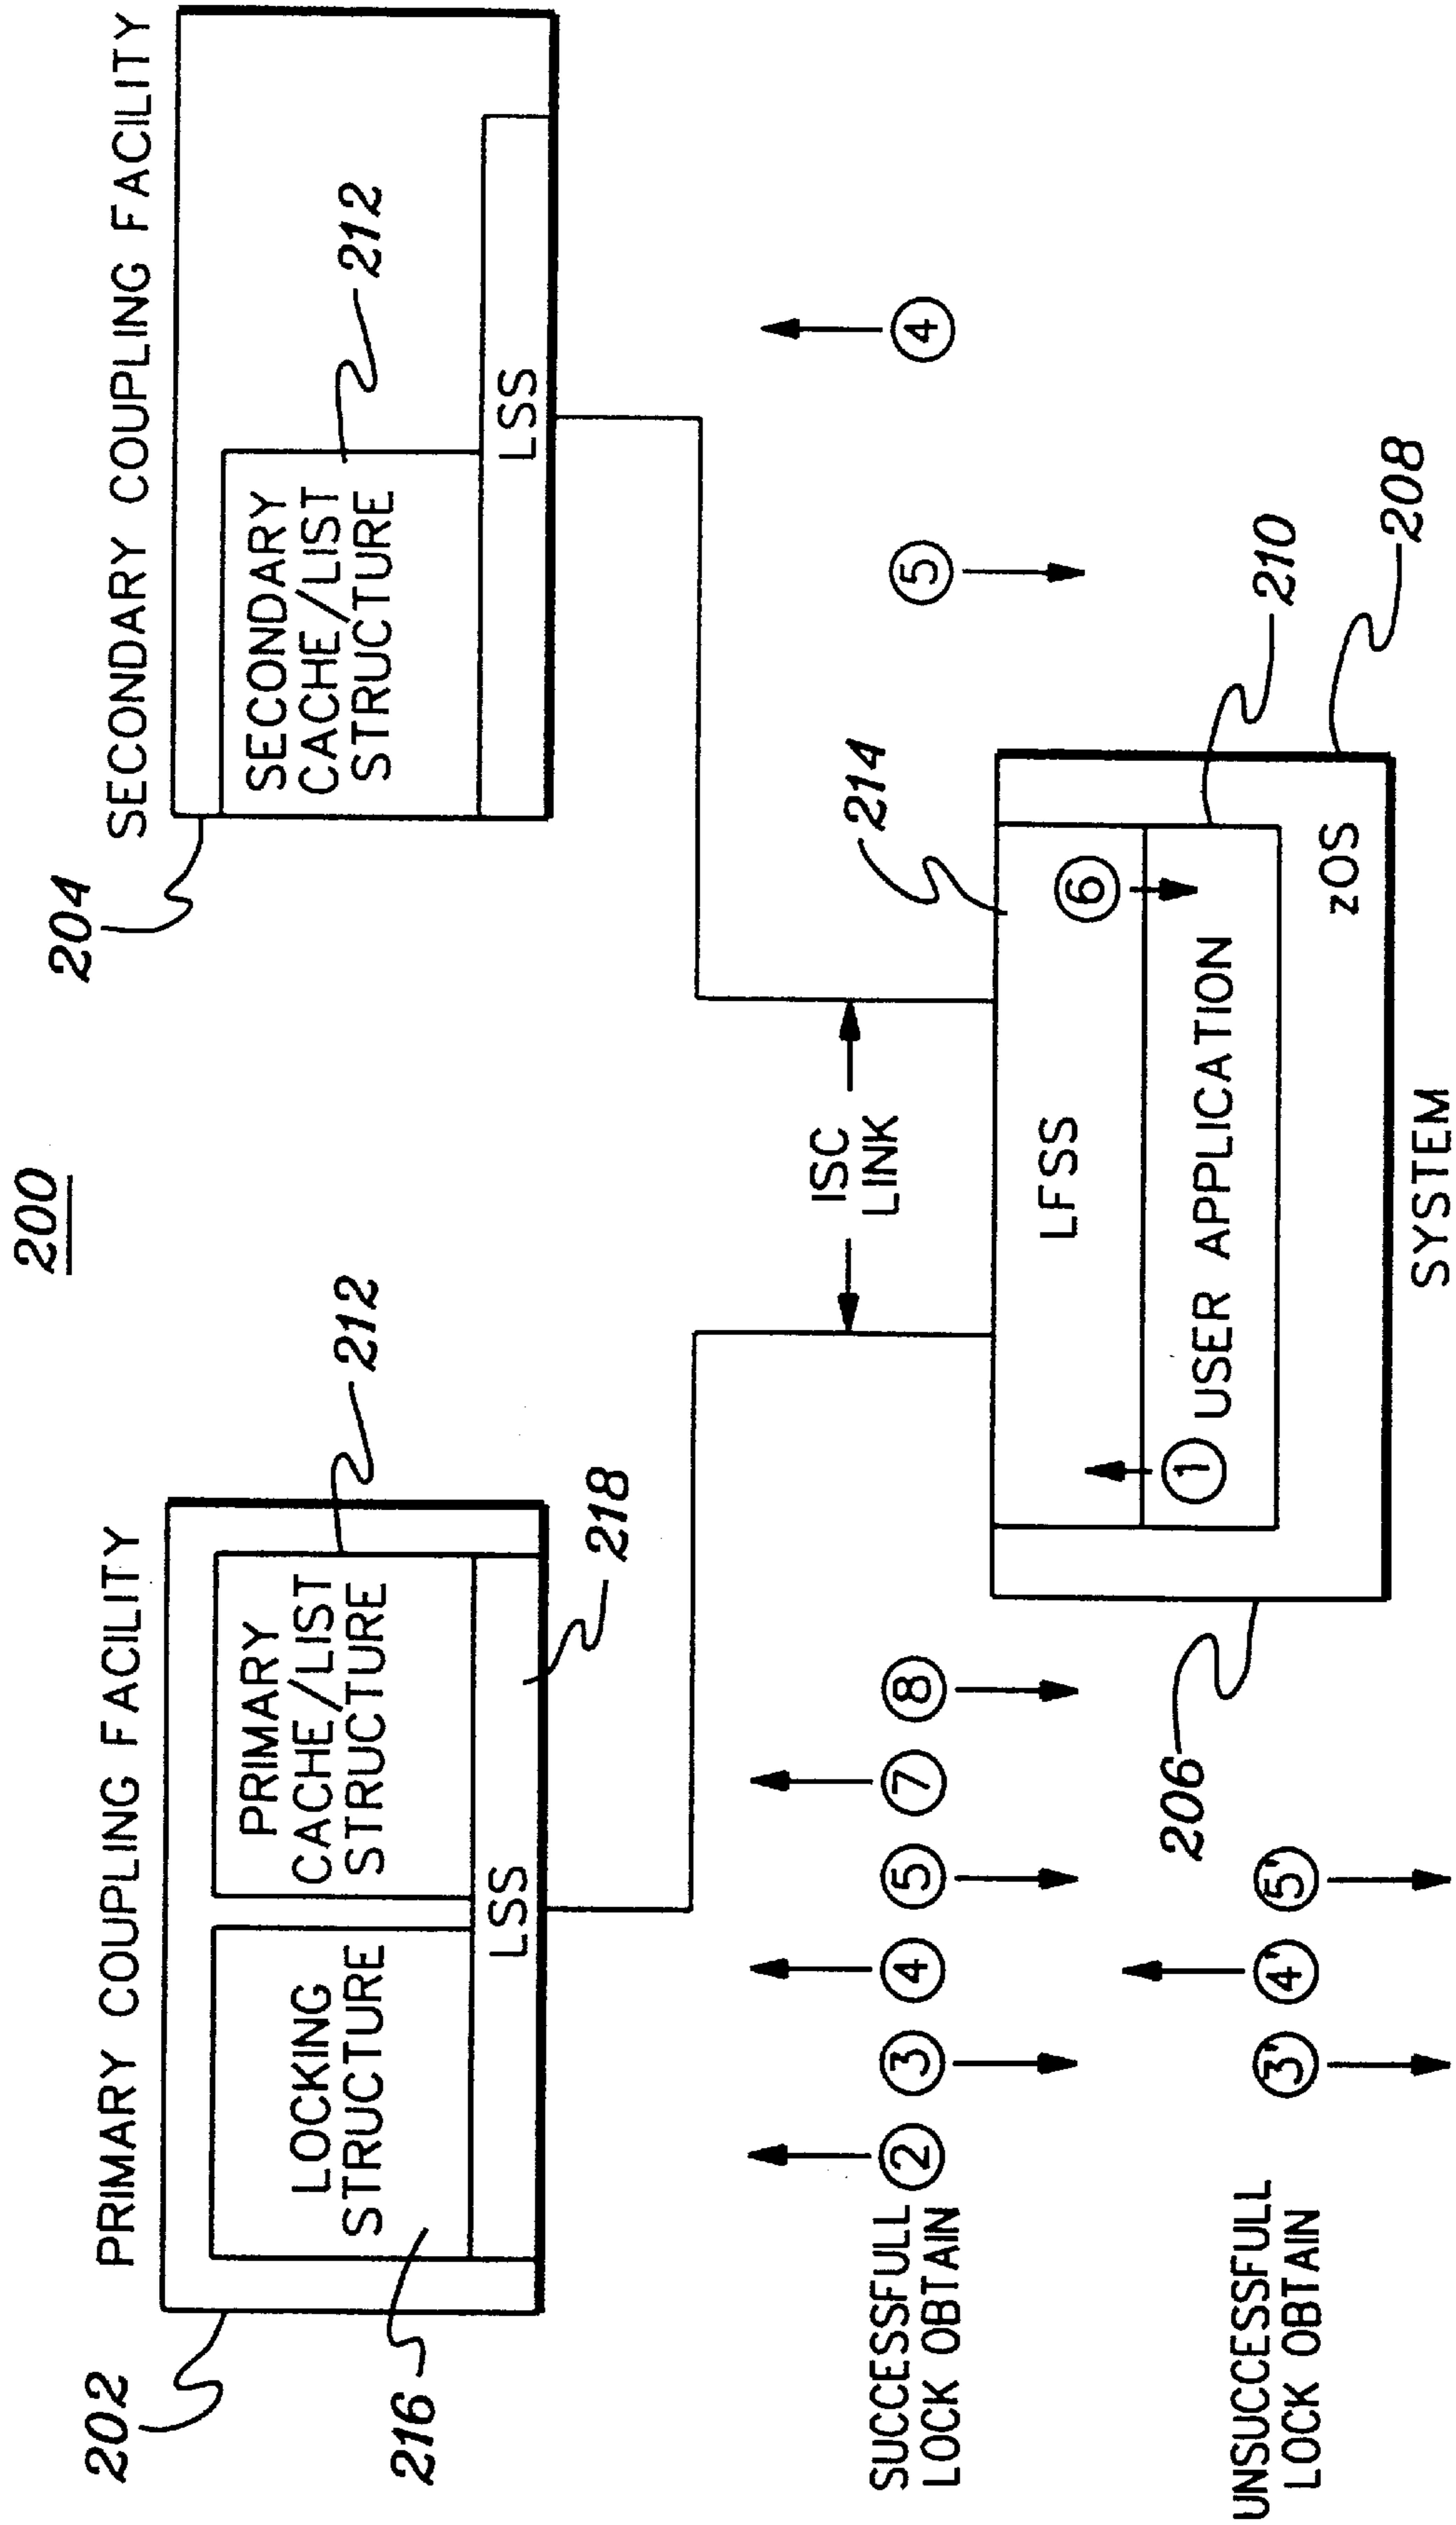 200
PRIMARY COUPLING FACILITY
SECONDARY COUPLING FACILITY
202
204
LOCKING
STRUCTURE
PRIMARY
CACHE/LIST
STRUCTURE
212
SECONDARY
CACHE/LIST
STRUCTURE
212
216
LSS
218
LSS
SUCCESSFULL
LOCK OBTAIN
2
3
4
5
7
8
ISC
LINK
5
4
214
LFSS
6
1
USER APPLICATION
210
zOS
208
206
UNSUCCESSFULL
LOCK OBTAIN
3'
4'
5'
SYSTEM